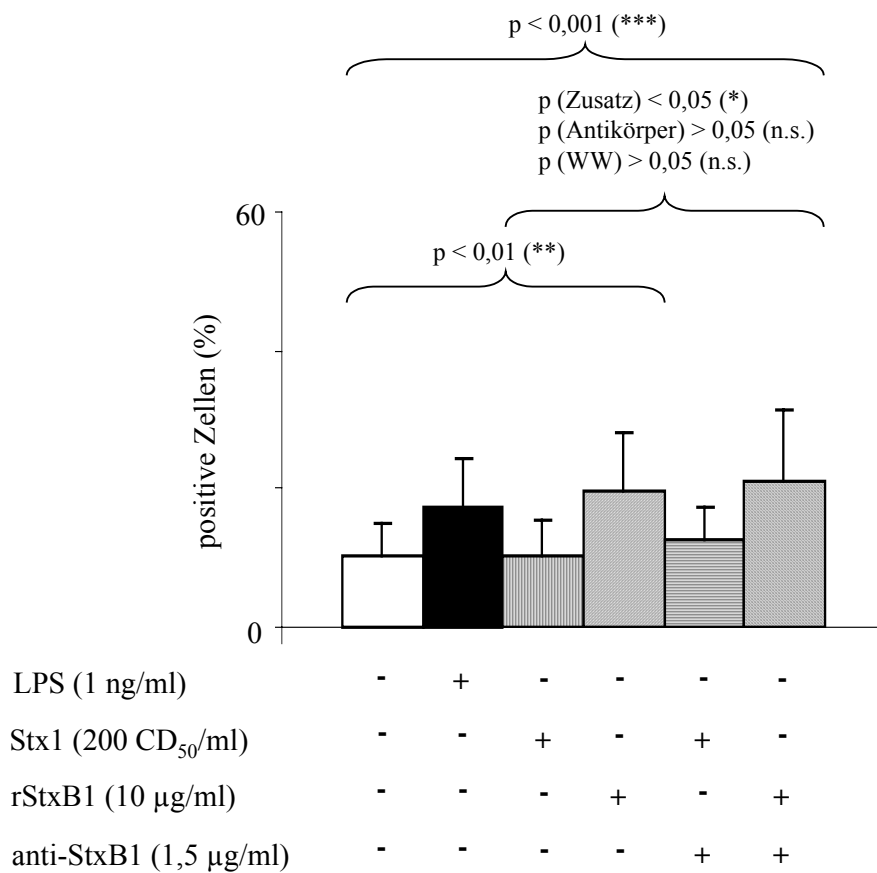 p < 0,001 (***)
p (Zusatz) < 0,05 (*)
p (Antikörper) > 0,05 (n.s.)
p (WW) > 0,05 (n.s.)
60
p < 0,01 (**)
positive Zellen (%)
0
LPS (1 ng/ml) - + - - - -
Stx1 (200 CD₅₀/ml) - - + - + -
rStxB1 (10 µg/ml) - - - + - +
anti-StxB1 (1,5 µg/ml) - - - - + +